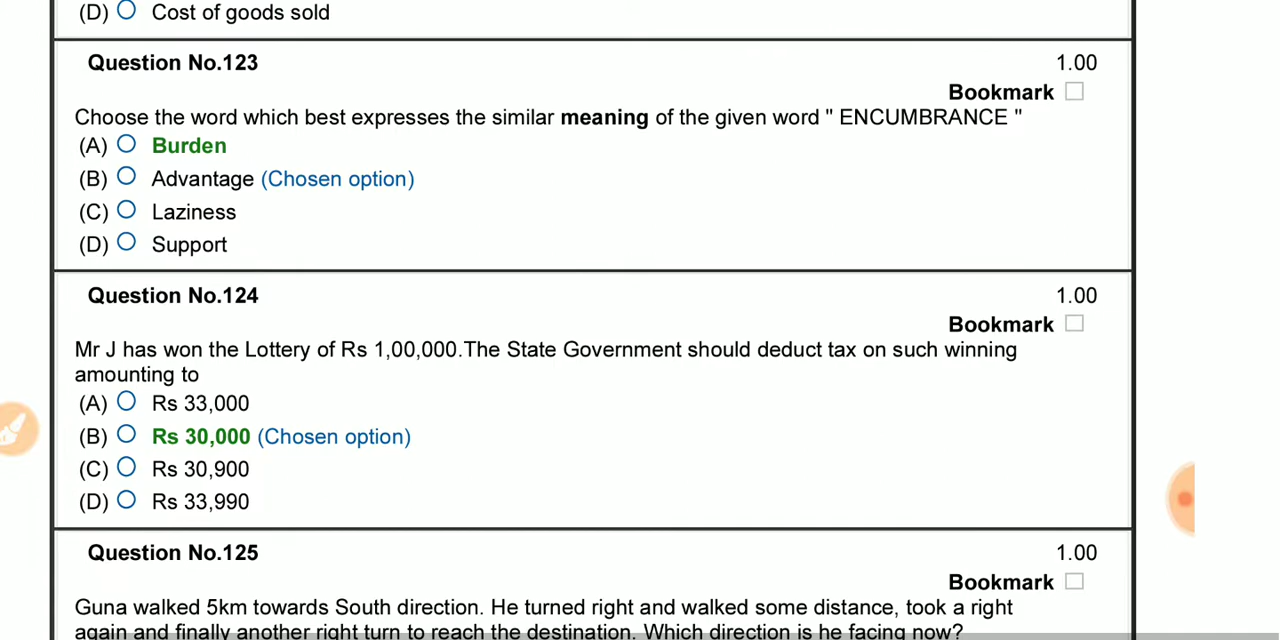 (D) Cost of goods sold
Question No.123 1.00
Bookmark
Choose the word which best expresses the similar meaning of the given word " ENCUMBRANCE "
(A) Burden
(B) Advantage (Chosen option)
(C) Laziness
(D) Support
Question No.124 1.00
Bookmark
Mr J has won the Lottery of Rs 1,00,000.The State Government should deduct tax on such winning
amounting to
(A) Rs 33,000
(B) Rs 30,000 (Chosen option)
(C) Rs 30,900
(D) Rs 33,990
Question No.125 1.00
Bookmark
Guna walked 5km towards South direction. He turned right and walked some distance, took a right
again and finally another right turn to reach the destination. Which direction is he facing now?